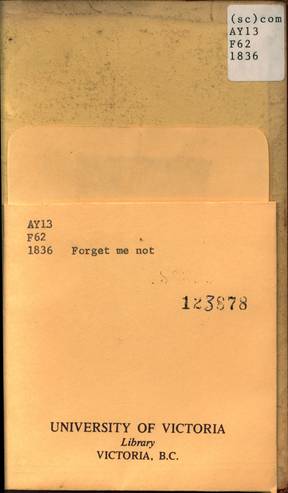 (sc)com
AY13
F62
1836
AY13
F62
1836 Forget me not
123878
UNIVERSITY OF VICTORIA
Library
VICTORIA, B.C.